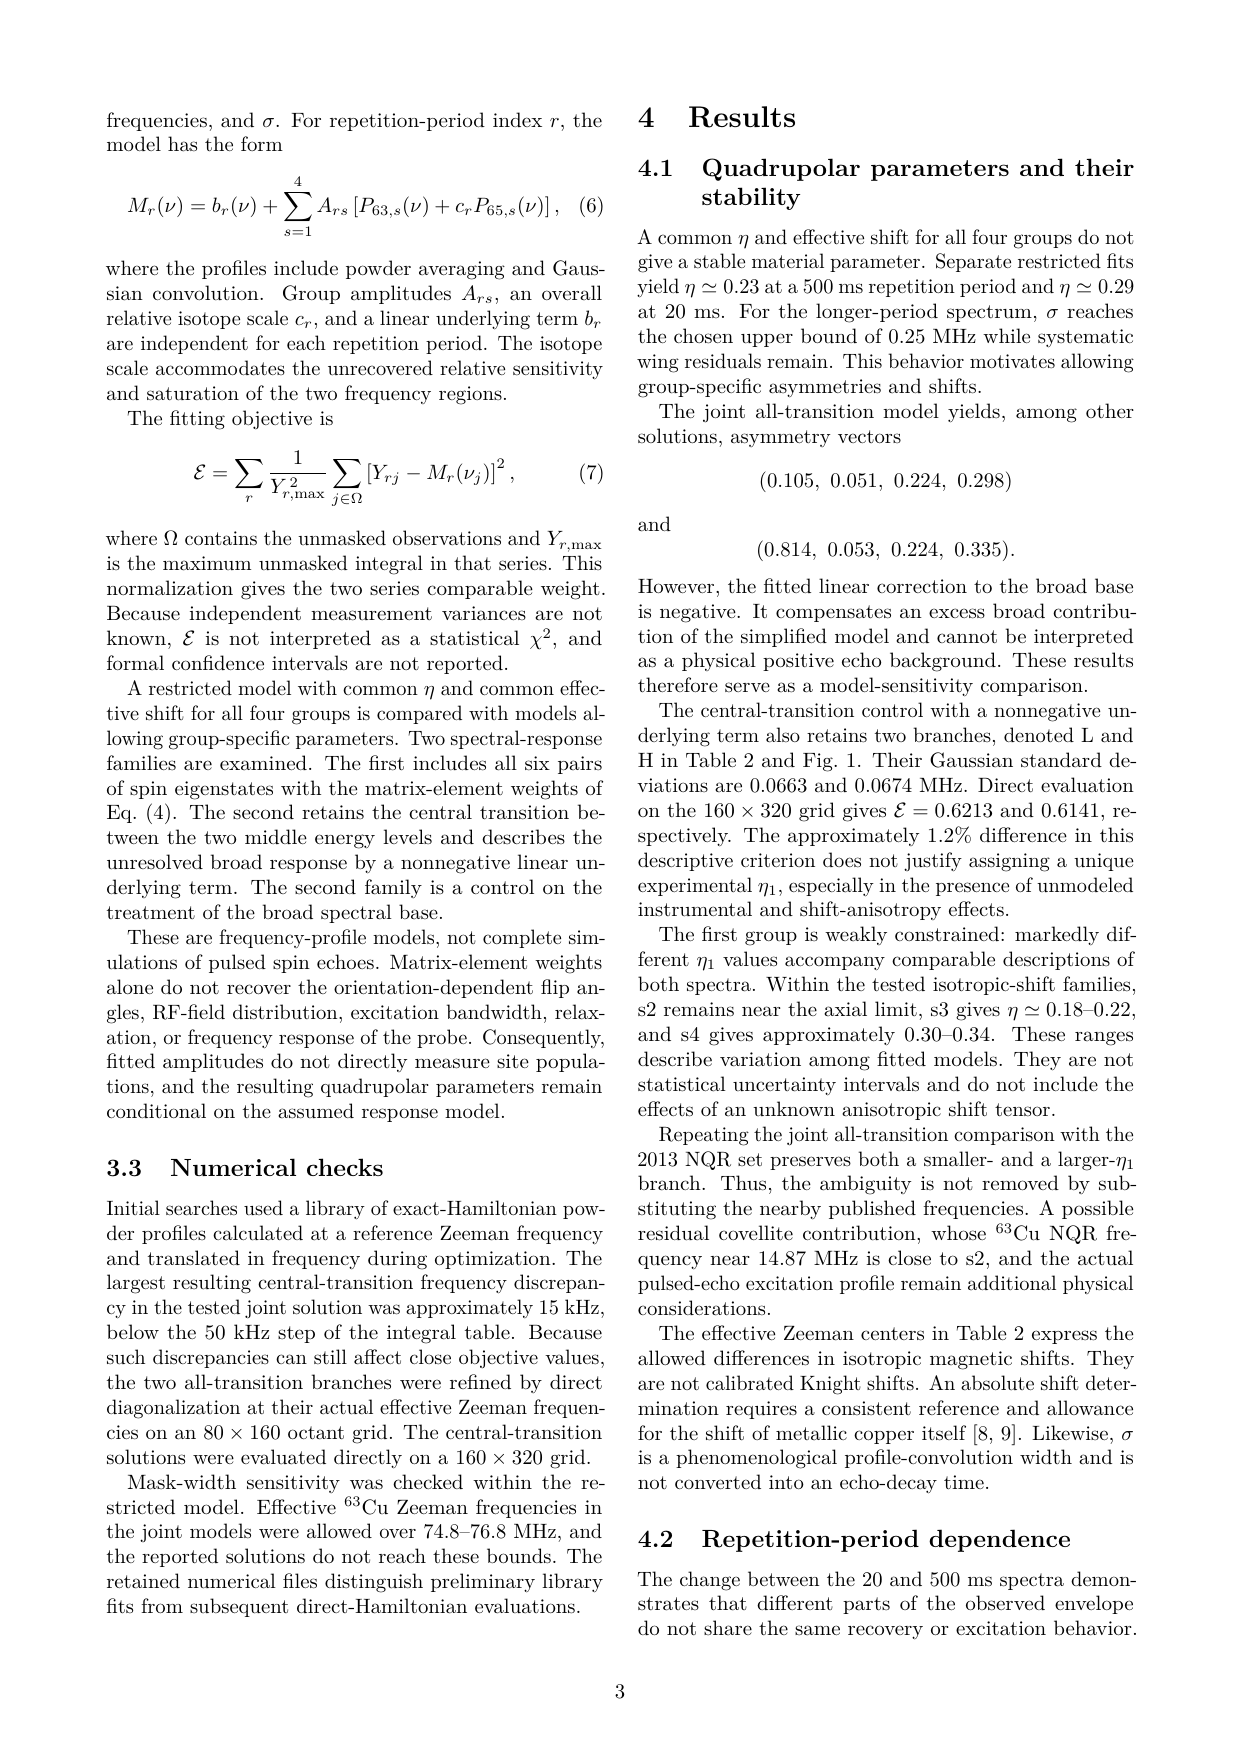 frequencies, and σ. For repetition-period index r, the
model has the form
M_r(ν) = b_r(ν) + ∑_{s=1}^{4} A_{rs} [P_{63,s}(ν) + c_r P_{65,s}(ν)] , (6)
where the profiles include powder averaging and Gaus-
sian convolution. Group amplitudes A_{rs}, an overall
relative isotope scale c_r, and a linear underlying term b_r
are independent for each repetition period. The isotope
scale accommodates the unrecovered relative sensitivity
and saturation of the two frequency regions.
The fitting objective is
ℰ = ∑_r \frac{1}{Y_{r,max}^2} ∑_{j∈Ω} [Y_{rj} − M_r(ν_j)]^2 , (7)
where Ω contains the unmasked observations and Y_{r,max}
is the maximum unmasked integral in that series. This
normalization gives the two series comparable weight.
Because independent measurement variances are not
known, ℰ is not interpreted as a statistical χ², and
formal confidence intervals are not reported.
A restricted model with common η and common effec-
tive shift for all four groups is compared with models al-
lowing group-specific parameters. Two spectral-response
families are examined. The first includes all six pairs
of spin eigenstates with the matrix-element weights of
Eq. (4). The second retains the central transition be-
tween the two middle energy levels and describes the
unresolved broad response by a nonnegative linear un-
derlying term. The second family is a control on the
treatment of the broad spectral base.
These are frequency-profile models, not complete sim-
ulations of pulsed spin echoes. Matrix-element weights
alone do not recover the orientation-dependent flip an-
gles, RF-field distribution, excitation bandwidth, relax-
ation, or frequency response of the probe. Consequently,
fitted amplitudes do not directly measure site popula-
tions, and the resulting quadrupolar parameters remain
conditional on the assumed response model.
3.3 Numerical checks
Initial searches used a library of exact-Hamiltonian pow-
der profiles calculated at a reference Zeeman frequency
and translated in frequency during optimization. The
largest resulting central-transition frequency discrepan-
cy in the tested joint solution was approximately 15 kHz,
below the 50 kHz step of the integral table. Because
such discrepancies can still affect close objective values,
the two all-transition branches were refined by direct
diagonalization at their actual effective Zeeman frequen-
cies on an 80 × 160 octant grid. The central-transition
solutions were evaluated directly on a 160 × 320 grid.
Mask-width sensitivity was checked within the re-
stricted model. Effective ⁶³Cu Zeeman frequencies in
the joint models were allowed over 74.8–76.8 MHz, and
the reported solutions do not reach these bounds. The
retained numerical files distinguish preliminary library
fits from subsequent direct-Hamiltonian evaluations.
4 Results
4.1 Quadrupolar parameters and their
stability
A common η and effective shift for all four groups do not
give a stable material parameter. Separate restricted fits
yield η ≃ 0.23 at a 500 ms repetition period and η ≃ 0.29
at 20 ms. For the longer-period spectrum, σ reaches
the chosen upper bound of 0.25 MHz while systematic
wing residuals remain. This behavior motivates allowing
group-specific asymmetries and shifts.
The joint all-transition model yields, among other
solutions, asymmetry vectors
(0.105, 0.051, 0.224, 0.298)
and
(0.814, 0.053, 0.224, 0.335).
However, the fitted linear correction to the broad base
is negative. It compensates an excess broad contribu-
tion of the simplified model and cannot be interpreted
as a physical positive echo background. These results
therefore serve as a model-sensitivity comparison.
The central-transition control with a nonnegative un-
derlying term also retains two branches, denoted L and
H in Table 2 and Fig. 1. Their Gaussian standard de-
viations are 0.0663 and 0.0674 MHz. Direct evaluation
on the 160 × 320 grid gives ℰ = 0.6213 and 0.6141, re-
spectively. The approximately 1.2% difference in this
descriptive criterion does not justify assigning a unique
experimental η₁, especially in the presence of unmodeled
instrumental and shift-anisotropy effects.
The first group is weakly constrained: markedly dif-
ferent η₁ values accompany comparable descriptions of
both spectra. Within the tested isotropic-shift families,
s2 remains near the axial limit, s3 gives η ≃ 0.18–0.22,
and s4 gives approximately 0.30–0.34. These ranges
describe variation among fitted models. They are not
statistical uncertainty intervals and do not include the
effects of an unknown anisotropic shift tensor.
Repeating the joint all-transition comparison with the
2013 NQR set preserves both a smaller- and a larger-η₁
branch. Thus, the ambiguity is not removed by sub-
stituting the nearby published frequencies. A possible
residual covellite contribution, whose ⁶³Cu NQR fre-
quency near 14.87 MHz is close to s2, and the actual
pulsed-echo excitation profile remain additional physical
considerations.
The effective Zeeman centers in Table 2 express the
allowed differences in isotropic magnetic shifts. They
are not calibrated Knight shifts. An absolute shift deter-
mination requires a consistent reference and allowance
for the shift of metallic copper itself [8, 9]. Likewise, σ
is a phenomenological profile-convolution width and is
not converted into an echo-decay time.
4.2 Repetition-period dependence
The change between the 20 and 500 ms spectra demon-
strates that different parts of the observed envelope
do not share the same recovery or excitation behavior.
3